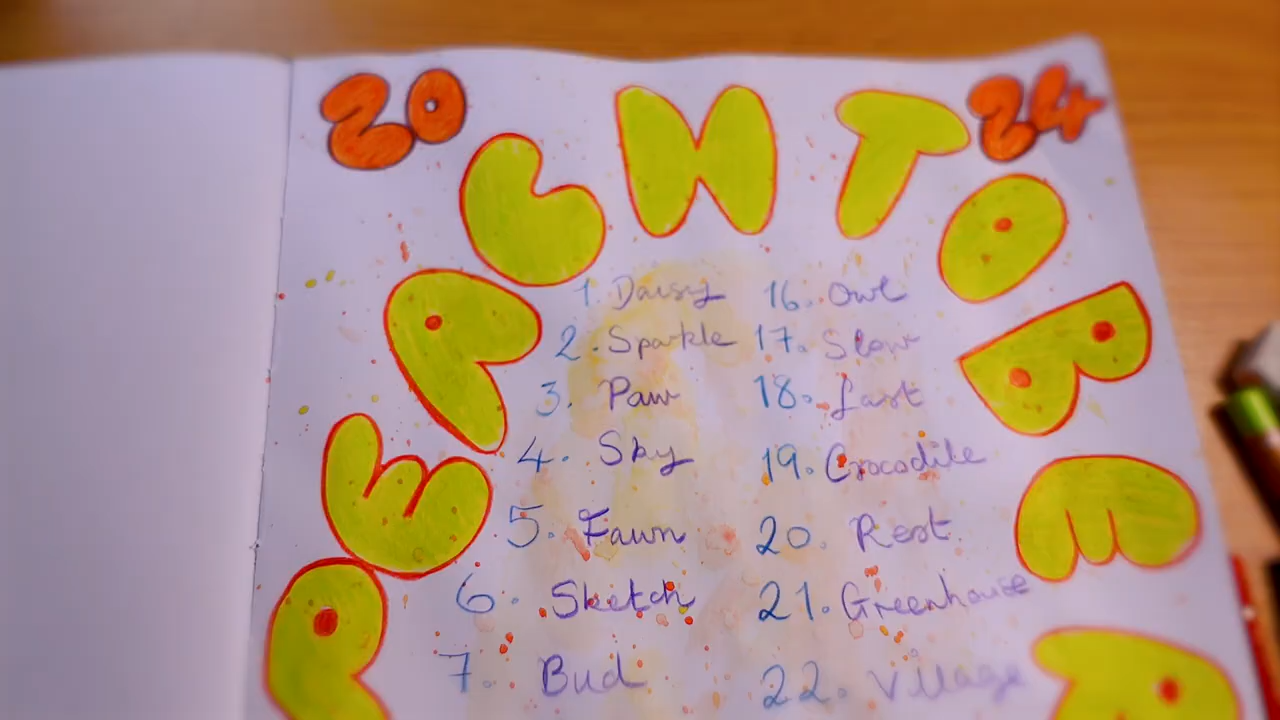 20 PEACHTOBER 24
1. Daisy 16. Owl
2. Sparkle 17. Slow
3. Paw 18. Last
4. Sky 19. Crocodile
5. Fawn 20. Rest
6. Sketch 21. Greenhouse
7. Bud 22. Village